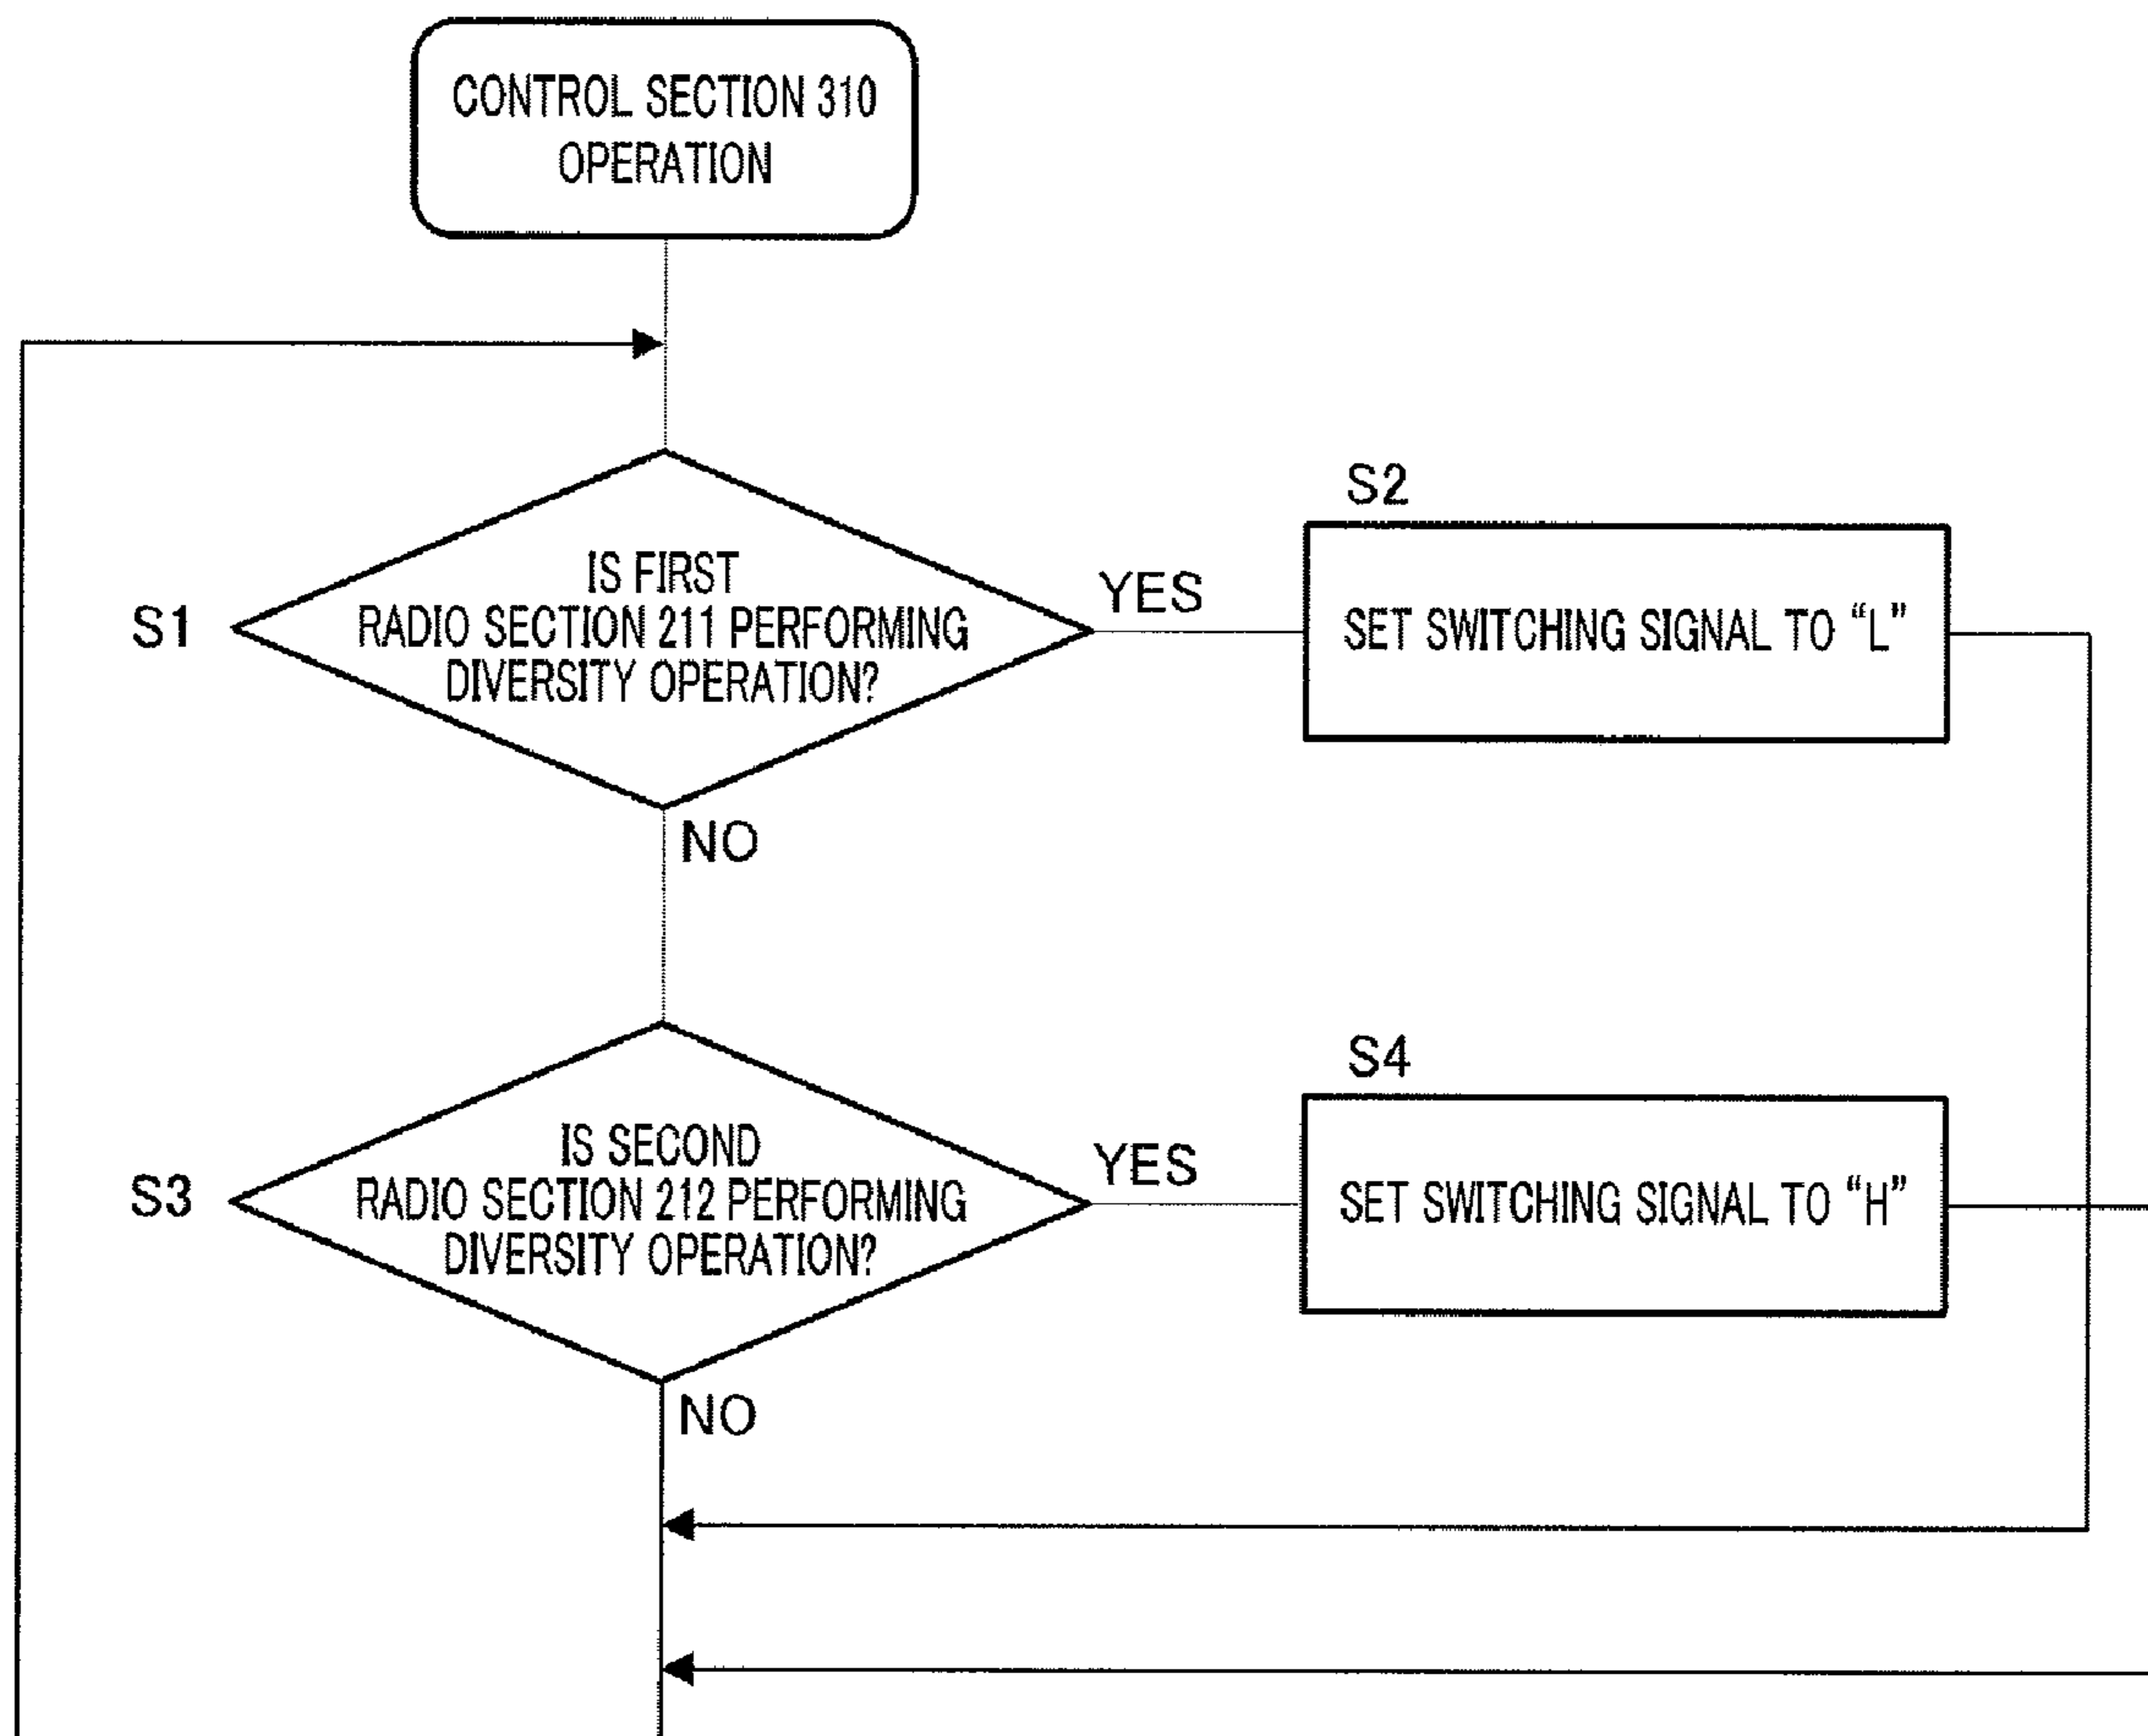 CONTROL SECTION 310
OPERATION
S1
IS FIRST
RADIO SECTION 211 PERFORMING
DIVERSITY OPERATION?
YES
S2
SET SWITCHING SIGNAL TO “L”
NO
S3
IS SECOND
RADIO SECTION 212 PERFORMING
DIVERSITY OPERATION?
YES
S4
SET SWITCHING SIGNAL TO “H”
NO